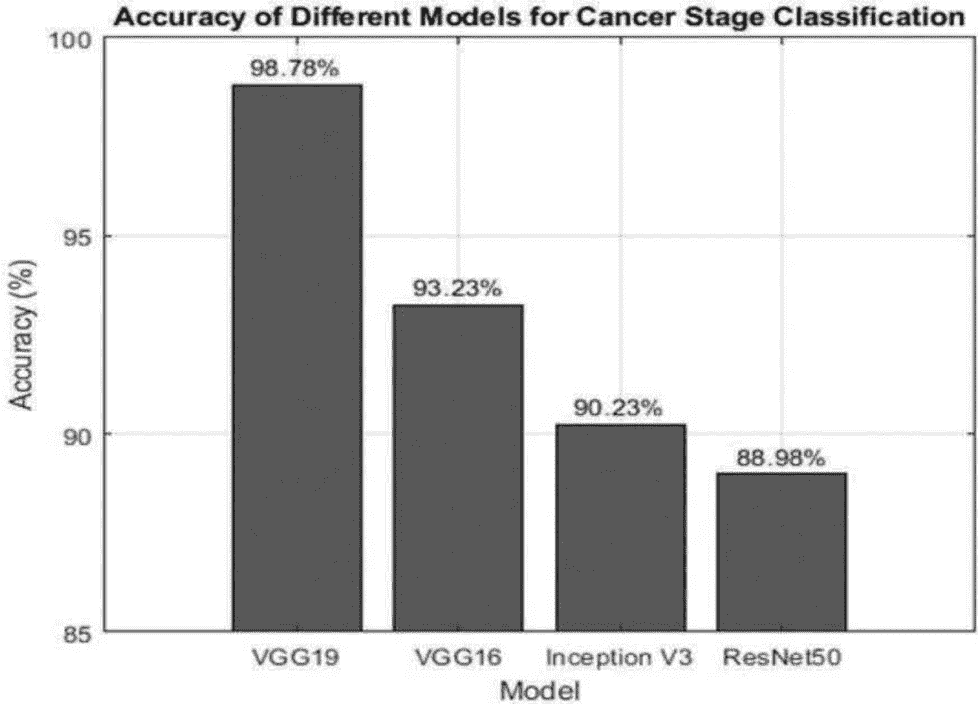 Accuracy of Different Models for Cancer Stage Classification
100
98.78%
95
93.23%
90.23%
90
88.98%
85
Accuracy (%)
VGG19 VGG16 Inception V3 ResNet50
Model